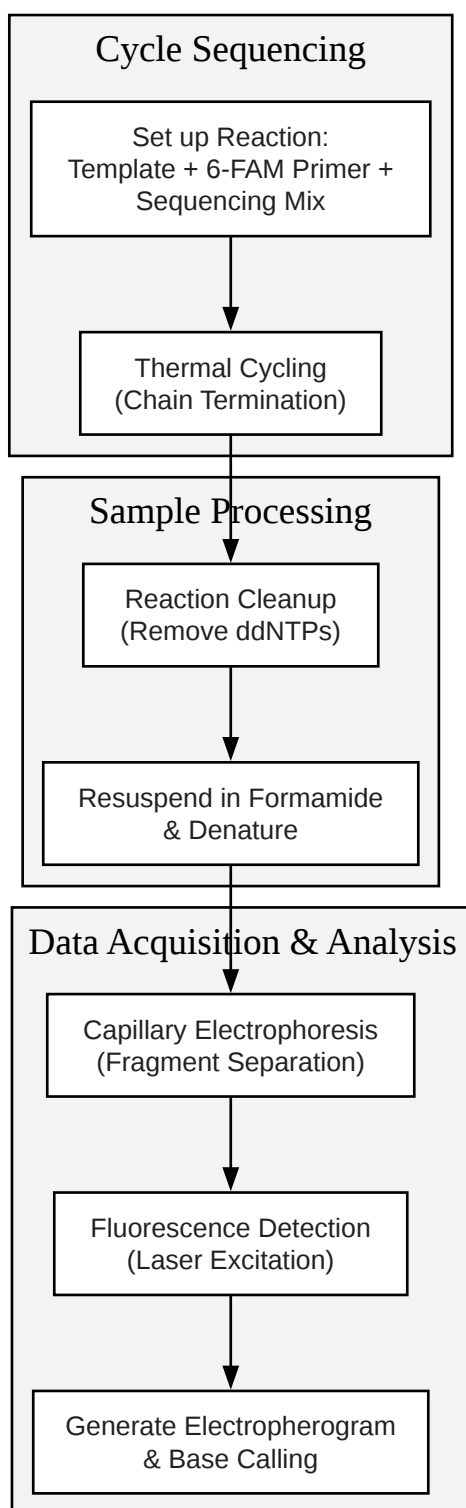 Cycle Sequencing
Set up Reaction:
Template + 6-FAM Primer +
Sequencing Mix
Thermal Cycling
(Chain Termination)
Sample Processing
Reaction Cleanup
(Remove ddNTPs)
Resuspend in Formamide
& Denature
Data Acquisition & Analysis
Capillary Electrophoresis
(Fragment Separation)
Fluorescence Detection
(Laser Excitation)
Generate Electropherogram
& Base Calling